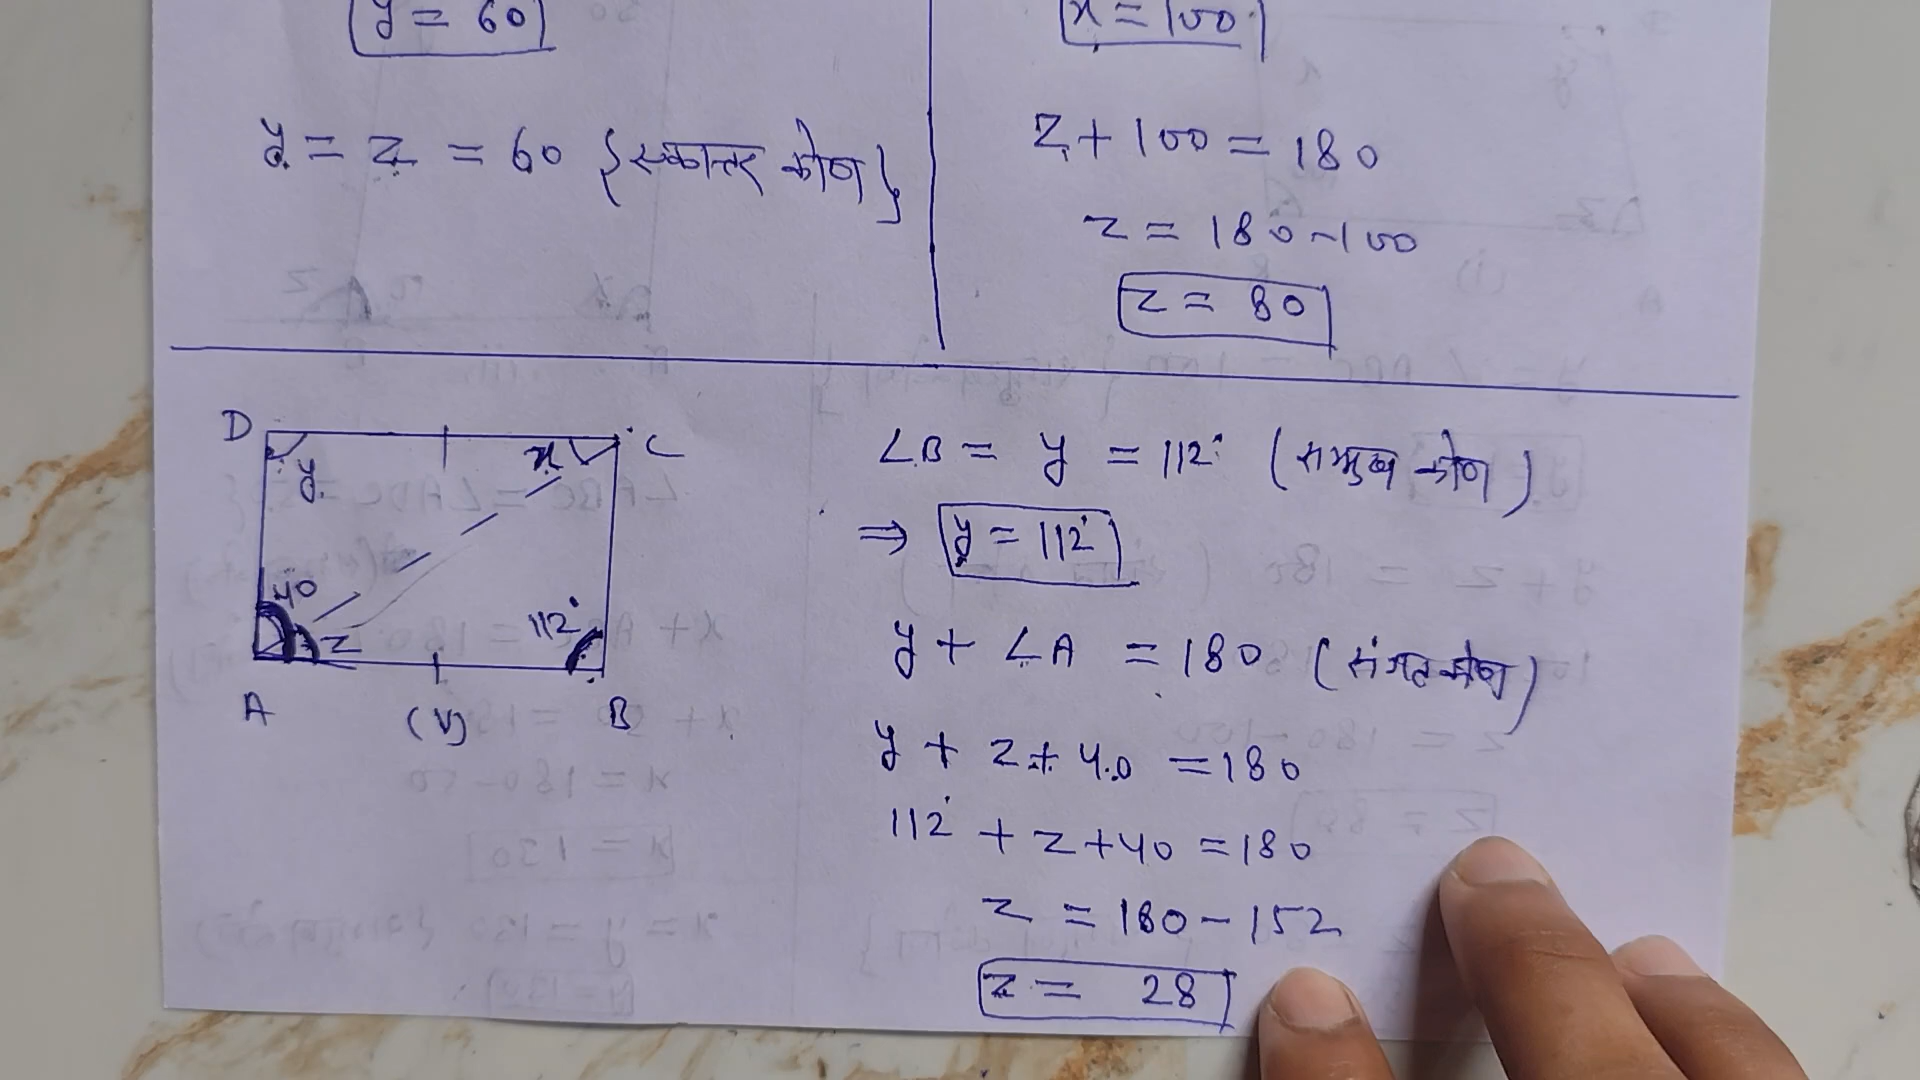 y = 60
y = z = 60 {एकान्तर कोण}
x = 100
z + 100 = 180
z = 180 - 100
z = 80
D C
x
y
40
z 112°
A (V) B
∠B = y = 112° (सम्मुख कोण)
⇒ y = 112°
y + ∠A = 180 (संगत कोण)
y + z + 40 = 180
112° + z + 40 = 180
z = 180 - 152
z = 28